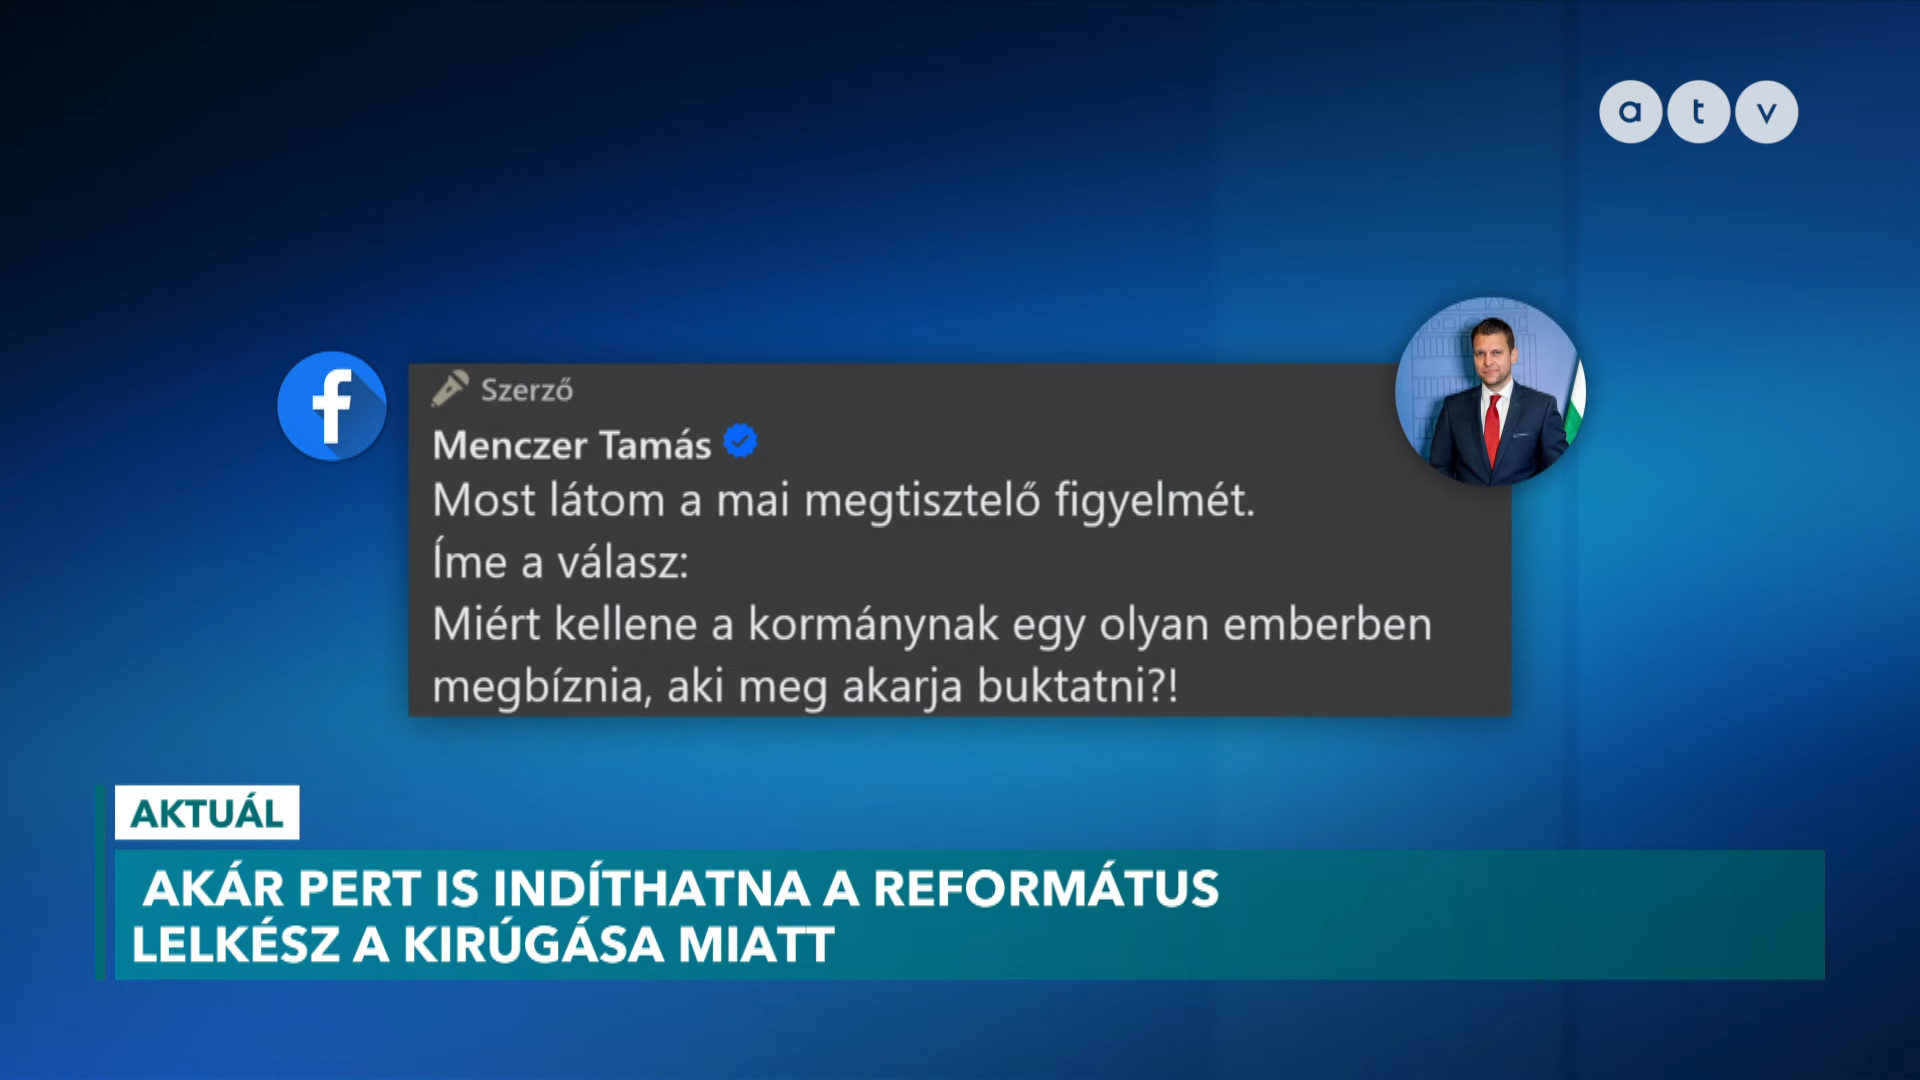 a t v
Szerző
Menczer Tamás
Most látom a mai megtisztelő figyelmét.
Íme a válasz:
Miért kellene a kormánynak egy olyan emberben
megbíznia, aki meg akarja buktatni?!
AKTUÁL
AKÁR PERT IS INDÍTHATNA A REFORMÁTUS
LELKÉSZ A KIRÚGÁSA MIATT